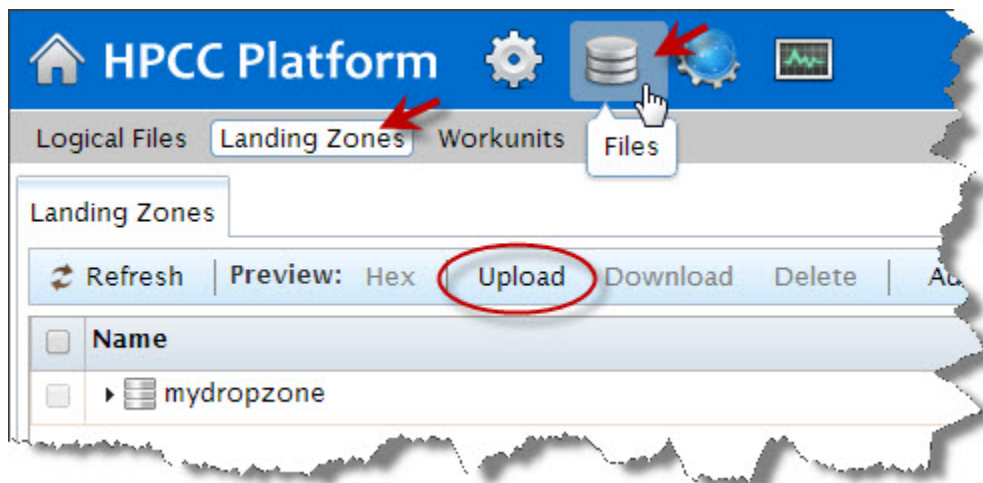 HPCC Platform
Logical Files Landing Zones Workunits Files
Landing Zones
Refresh Preview: Hex Upload Download Delete
Name
mydropzone